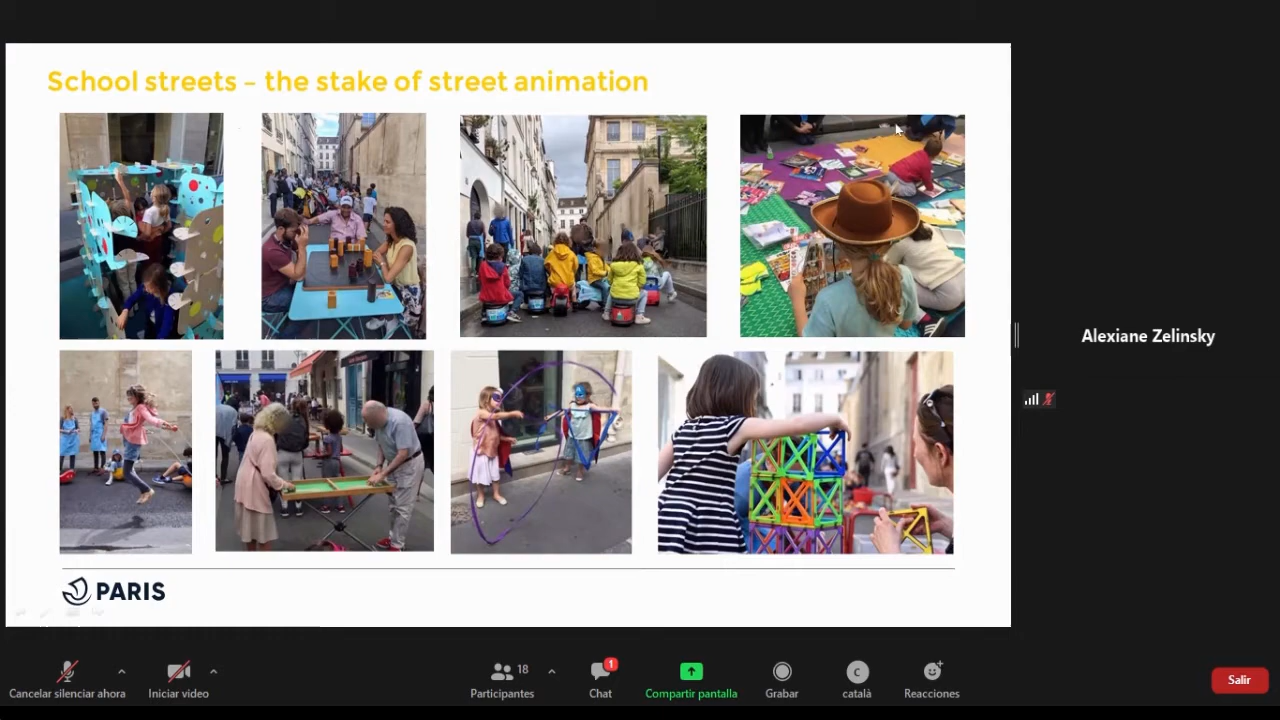 School streets – the stake of street animation
PARIS
Alexiane Zelinsky
Cancelar silenciar ahora
Iniciar video
18
Participantes
1
Chat
Compartir pantalla
Grabar
C
català
Reacciones
Salir